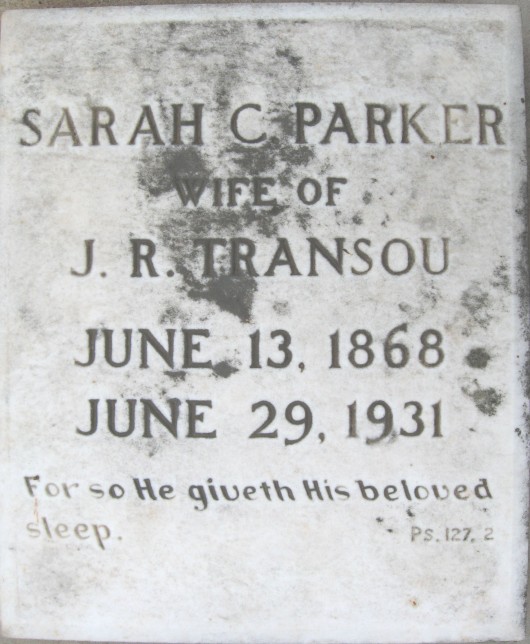 SARAH C PARKER
WIFE OF
J. R. TRANSOU
JUNE 13, 1868
JUNE 29, 1931
For so He giveth His beloved
sleep. Ps. 127, 2